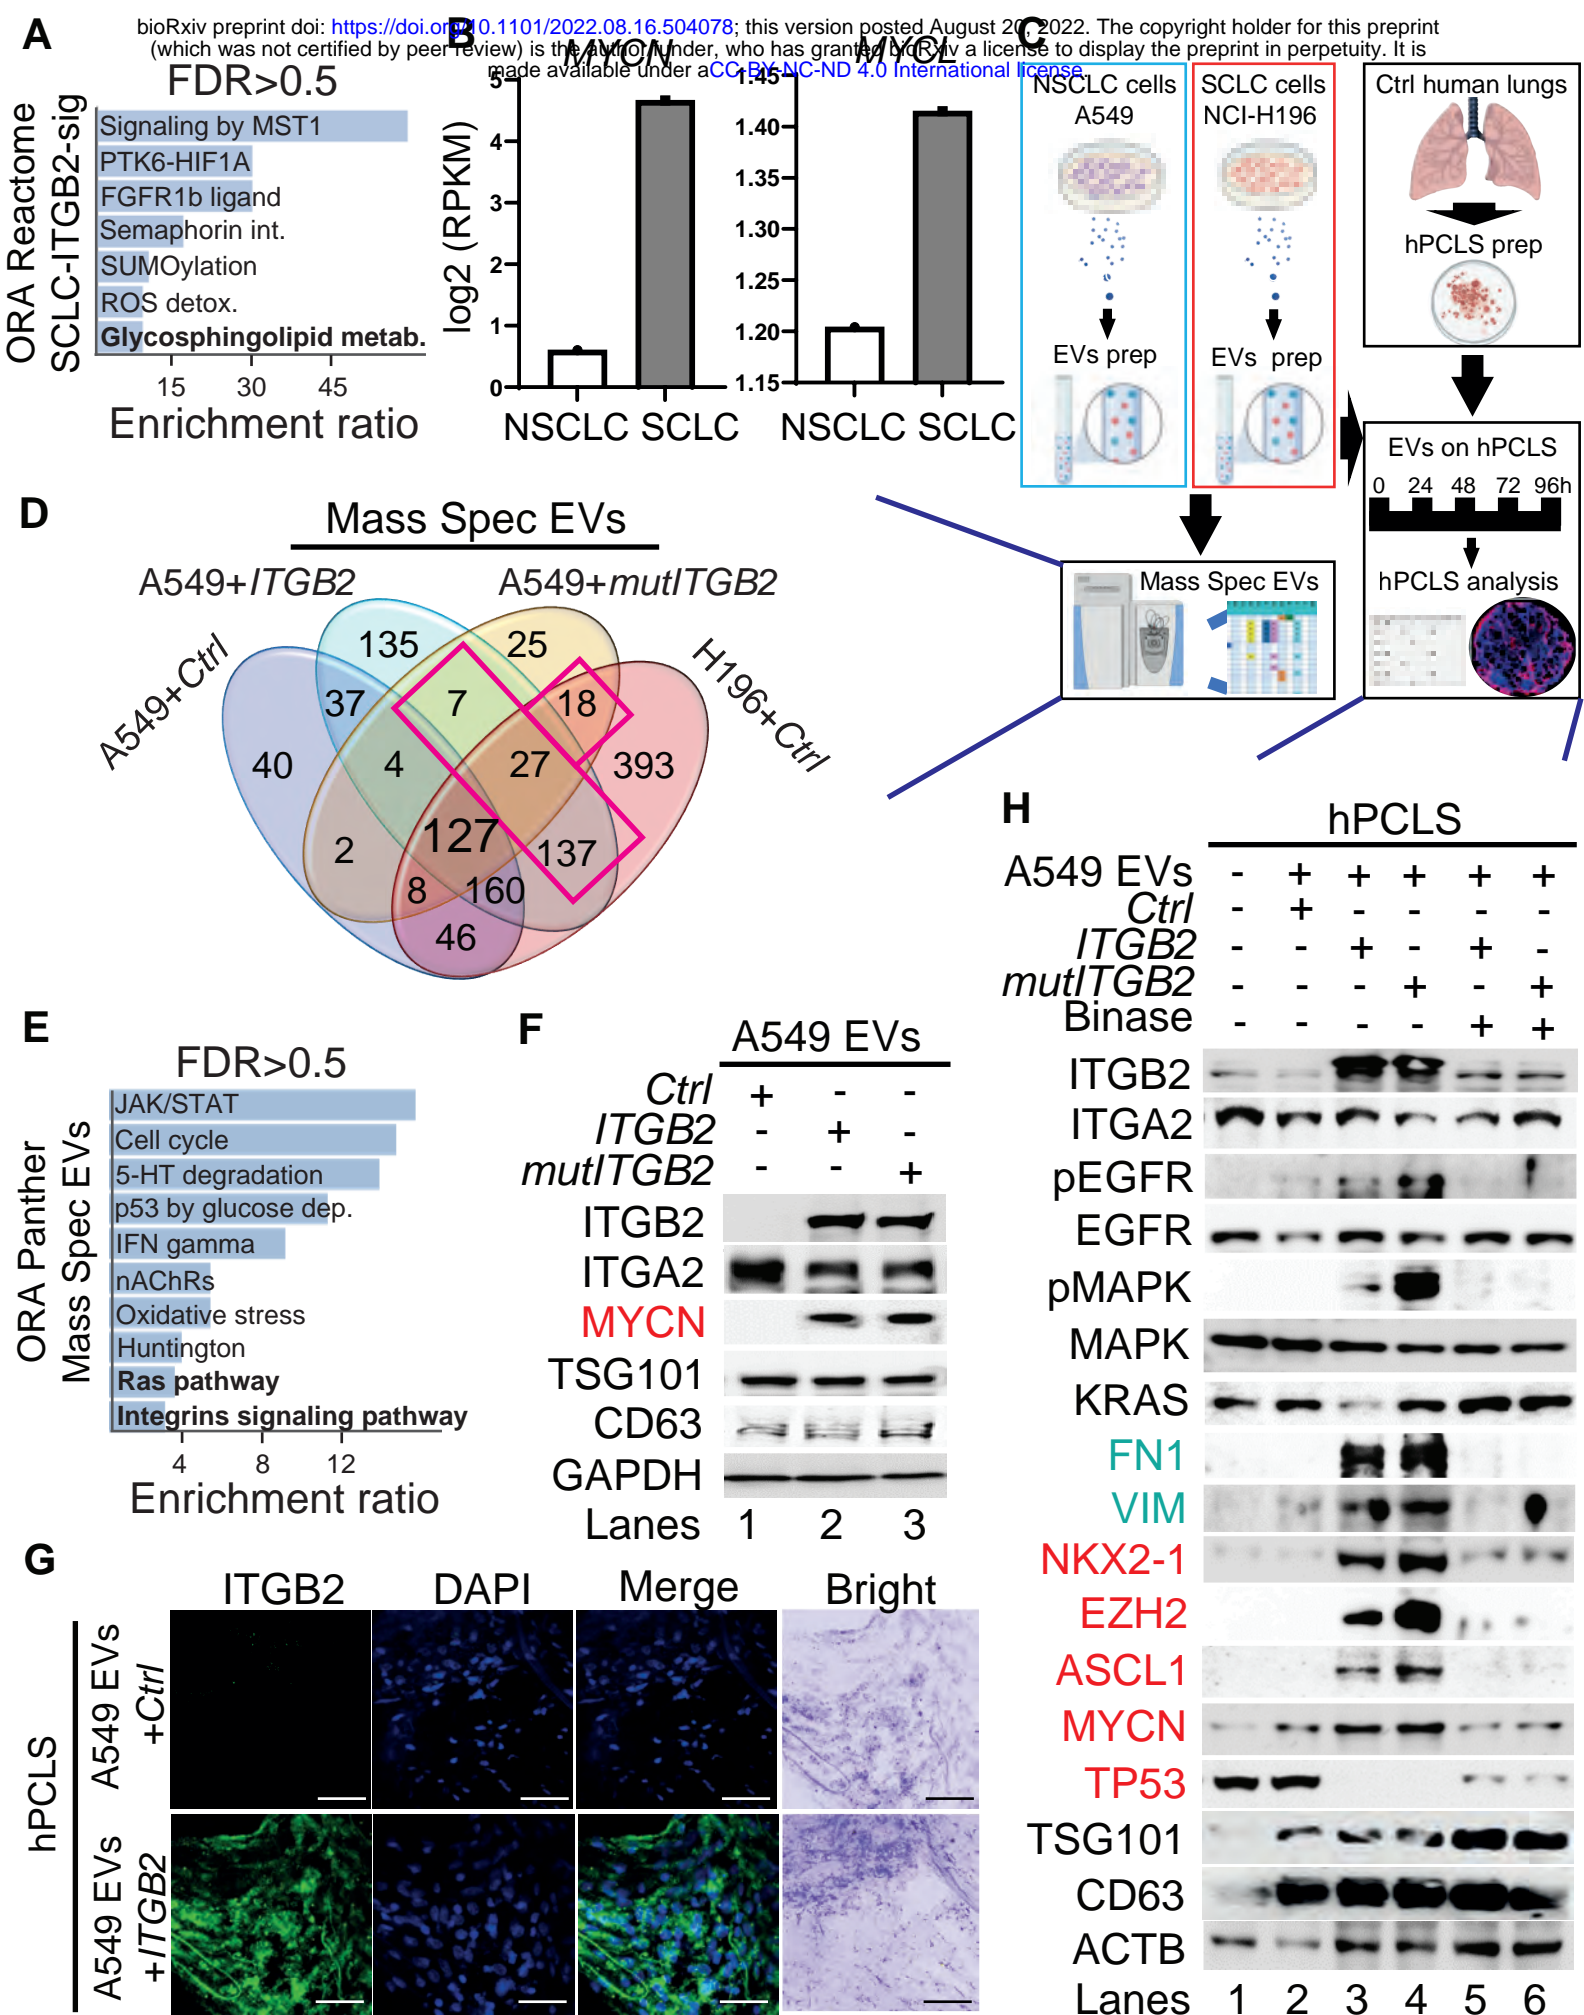 bioRxiv preprint doi: https://doi.org/10.1101/2022.08.16.504078; this version posted August 20, 2022. The copyright holder for this preprint
(which was not certified by peer review) is the author/funder, who has granted bioRxiv a license to display the preprint in perpetuity. It is
made available under aCC-BY-NC-ND 4.0 International license.
A
FDR>0.5
ORA Reactome
SCLC-ITGB2-sig
Signaling by MST1
PTK6-HIF1A
FGFR1b ligand
Semaphorin int.
SUMOylation
ROS detox.
Glycosphingolipid metab.
15 30 45
Enrichment ratio
B
MYCN
log2 (RPKM)
5
4
3
2
1
0
NSCLC SCLC
MYCL
1.45
1.40
1.35
1.30
1.25
1.20
1.15
NSCLC SCLC
C
NSCLC cells
A549
EVs prep
SCLC cells
NCI-H196
EVs prep
Ctrl human lungs
hPCLS prep
EVs on hPCLS
0 24 48 72 96h
hPCLS analysis
Mass Spec EVs
D
Mass Spec EVs
A549+ITGB2
A549+mutITGB2
A549+Ctrl
H196+Ctrl
135 25
37 7 18
40 4 27 393
2 127 137
8 160
46
E
FDR>0.5
ORA Panther
Mass Spec EVs
JAK/STAT
Cell cycle
5-HT degradation
p53 by glucose dep.
IFN gamma
nAChRs
Oxidative stress
Huntington
Ras pathway
Integrins signaling pathway
4 8 12
Enrichment ratio
F
A549 EVs
Ctrl + - -
ITGB2 - + -
mutITGB2 - - +
ITGB2
ITGA2
MYCN
TSG101
CD63
GAPDH
Lanes 1 2 3
G
ITGB2 DAPI Merge Bright
hPCLS
A549 EVs
+Ctrl
A549 EVs
+ITGB2
H
hPCLS
A549 EVs - + + + + +
Ctrl - + - - - -
ITGB2 - - + - + -
mutITGB2 - - - + - +
Binase - - - - + +
ITGB2
ITGA2
pEGFR
EGFR
pMAPK
MAPK
KRAS
FN1
VIM
NKX2-1
EZH2
ASCL1
MYCN
TP53
TSG101
CD63
ACTB
Lanes 1 2 3 4 5 6